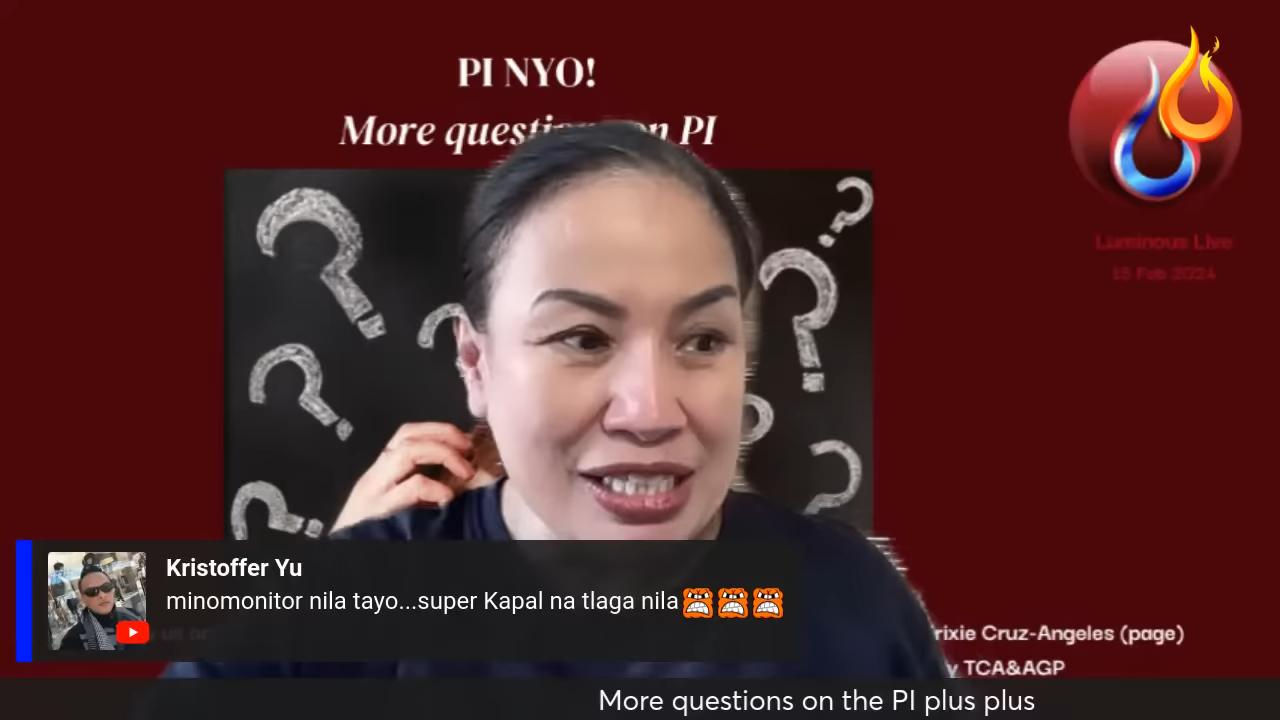 PI NYO!
More questi on PI
Luminous Live
15 Feb 2024
Kristoffer Yu
minomonitor nila tayo...super Kapal na tlaga nila
rixie Cruz-Angeles (page)
y TCA&AGP
More questions on the PI plus plus